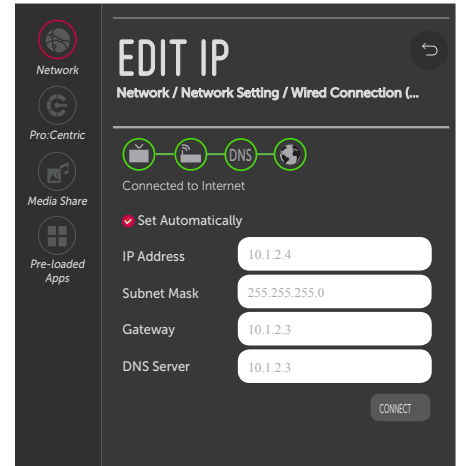 Network
Pro:Centric
Media Share
Pre-loaded
Apps
EDIT IP
Network / Network Setting / Wired Connection (...
DNS
Connected to Internet
Set Automatically
IP Address 10.1.2.4
Subnet Mask 255.255.255.0
Gateway 10.1.2.3
DNS Server 10.1.2.3
CONNECT